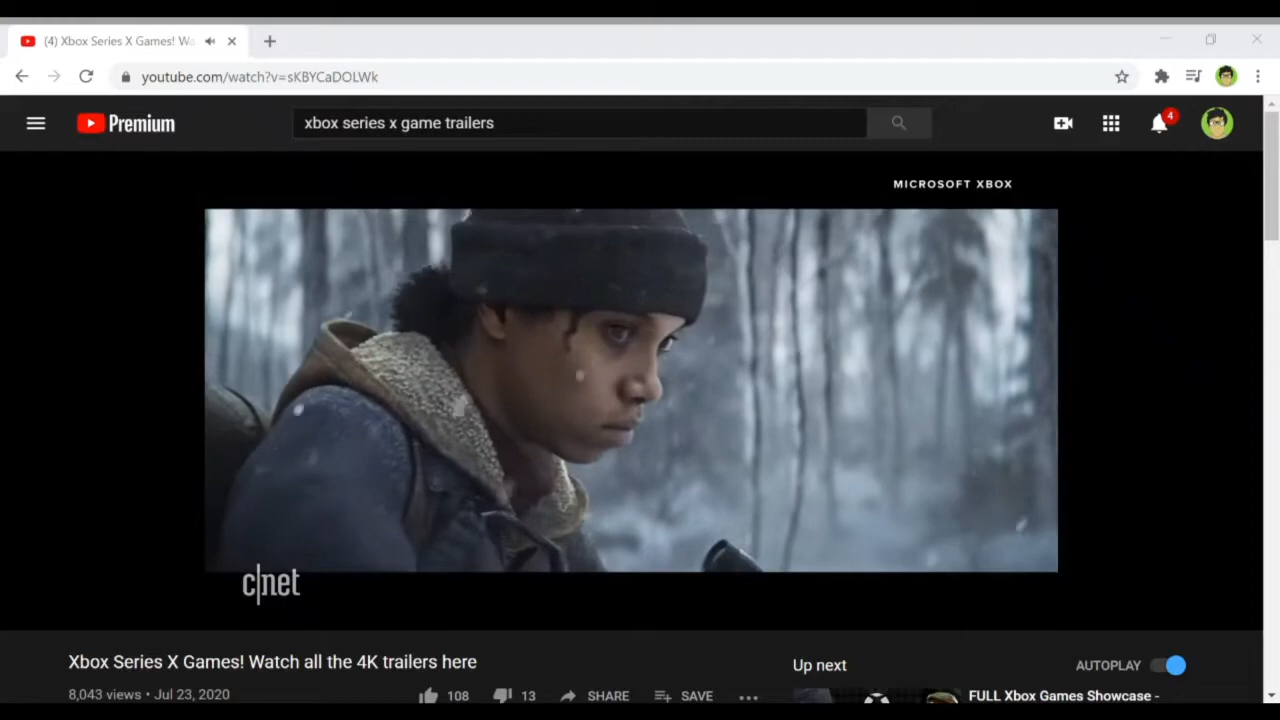 (4) Xbox Series X Games! Wa
youtube.com/watch?v=sKBYCaDOLWk
Premium
xbox series x game trailers
4
MICROSOFT XBOX
c|net
Xbox Series X Games! Watch all the 4K trailers here
8,043 views • Jul 23, 2020
108
13
SHARE
SAVE
Up next
AUTOPLAY
FULL Xbox Games Showcase -